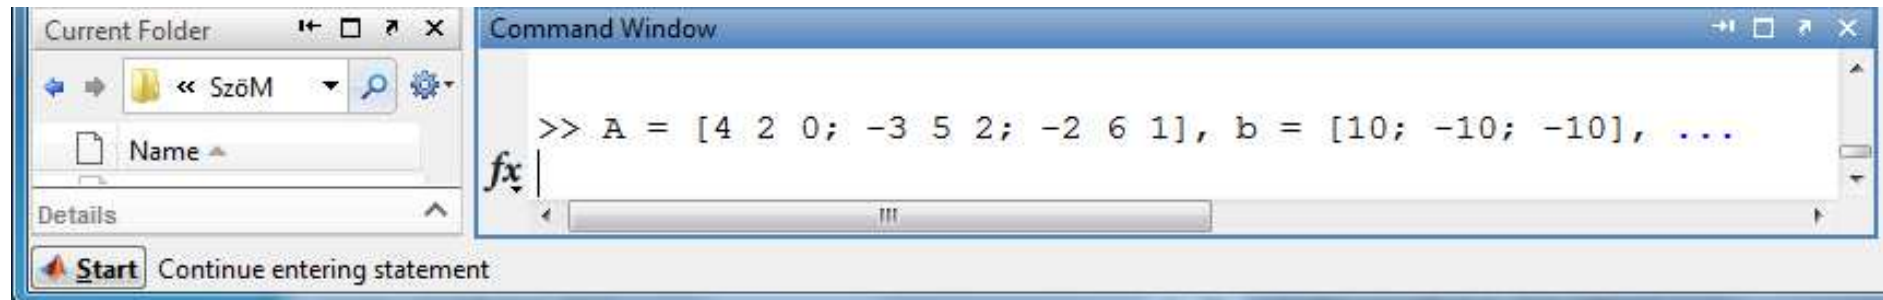 Current Folder
Command Window
« SzöM
>> A = [4 2 0; -3 5 2; -2 6 1], b = [10; -10; -10], ...
Name
fx
Details
Start Continue entering statement